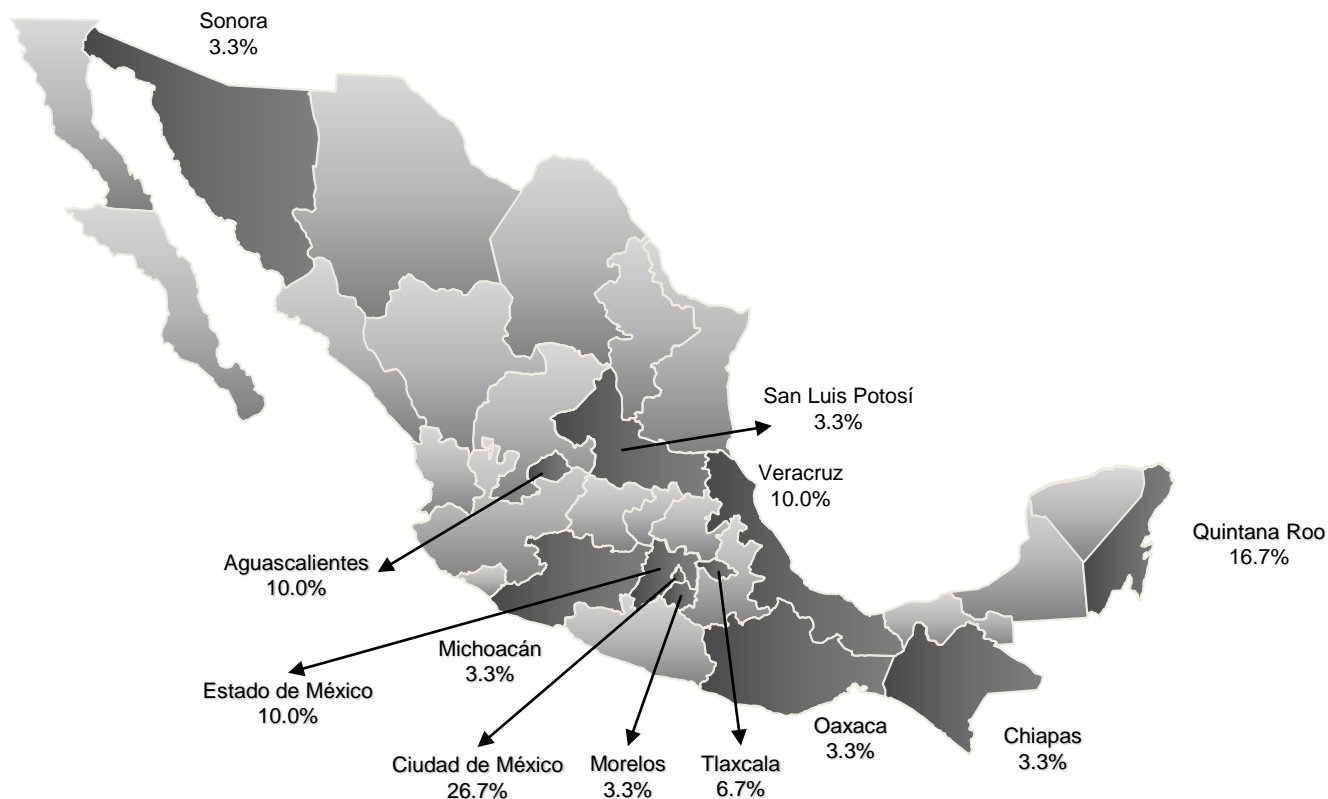 Sonora
3.3%
San Luis Potosí
3.3%
Veracruz
10.0%
Quintana Roo
16.7%
Aguascalientes
10.0%
Michoacán
3.3%
Estado de México
10.0%
Oaxaca
3.3%
Chiapas
3.3%
Ciudad de México
26.7%
Morelos
3.3%
Tlaxcala
6.7%